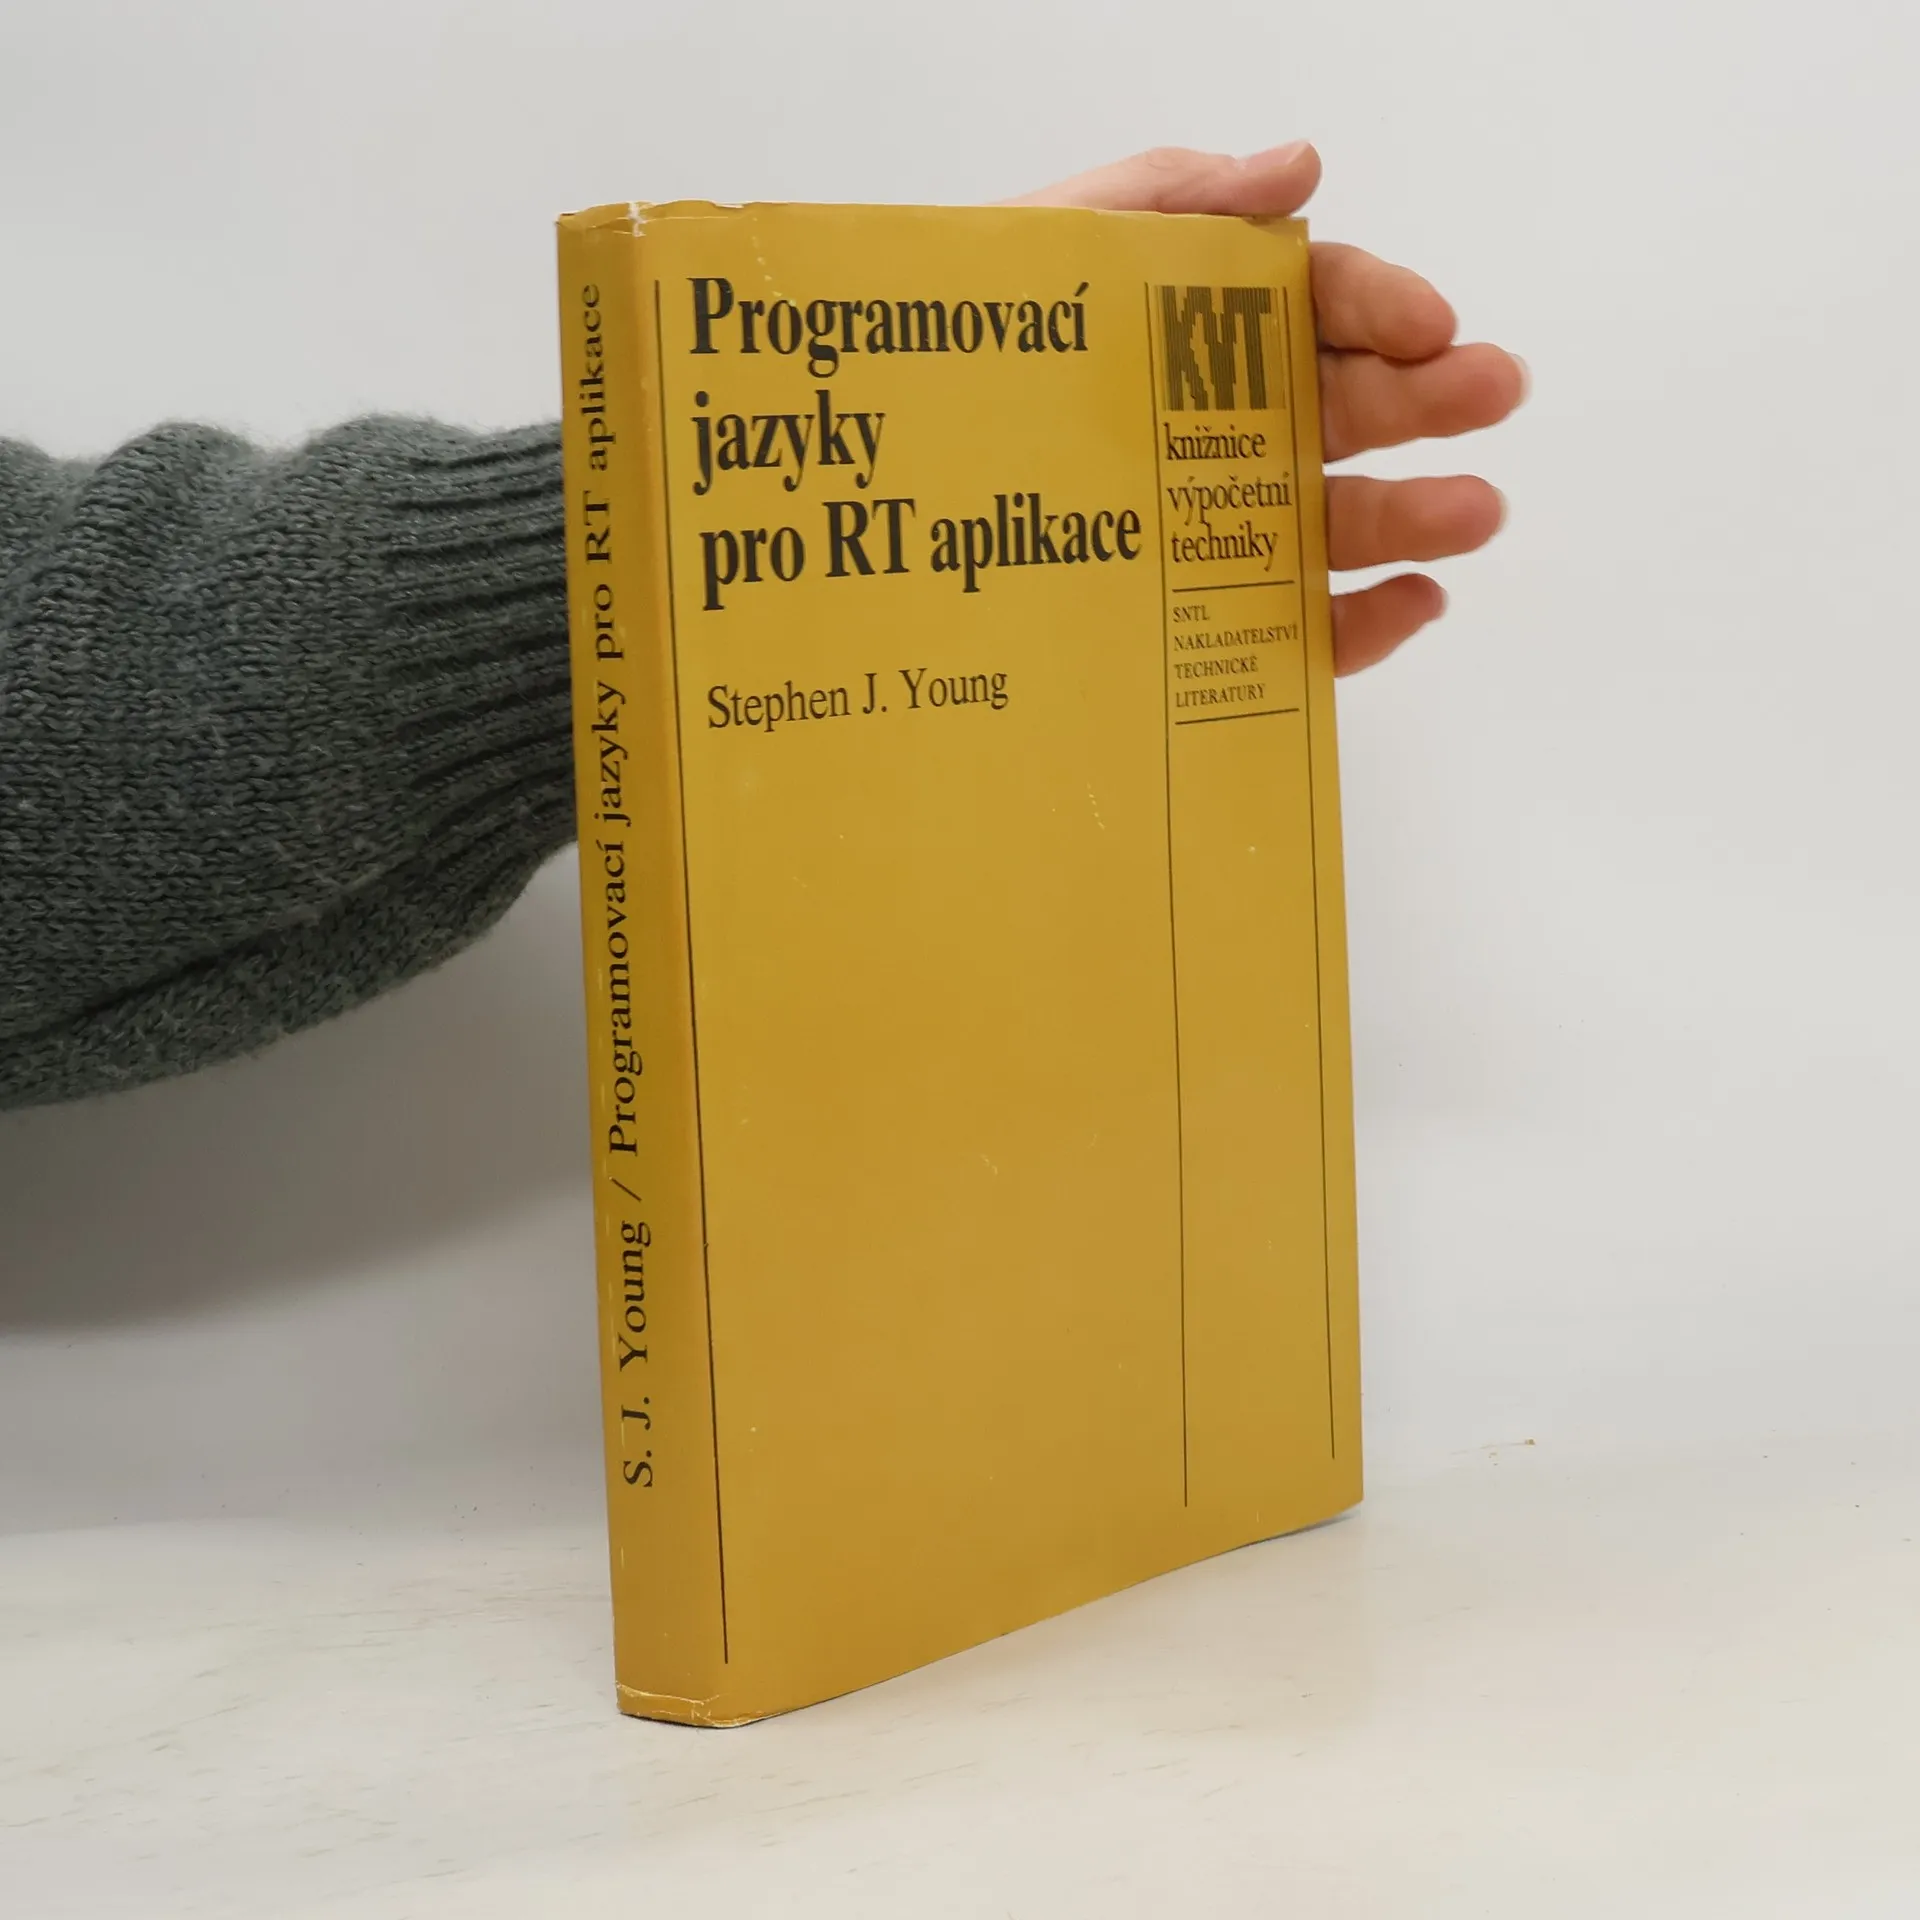 S. J. Young / Programovací jazyky pro RT aplikace
Programovací
jazyky
pro RT aplikace
Stephen J. Young
KVT
knižnice
výpočetní
techniky
SNTL
NAKLADATELSTVÍ
TECHNICKÉ
LITERATURY